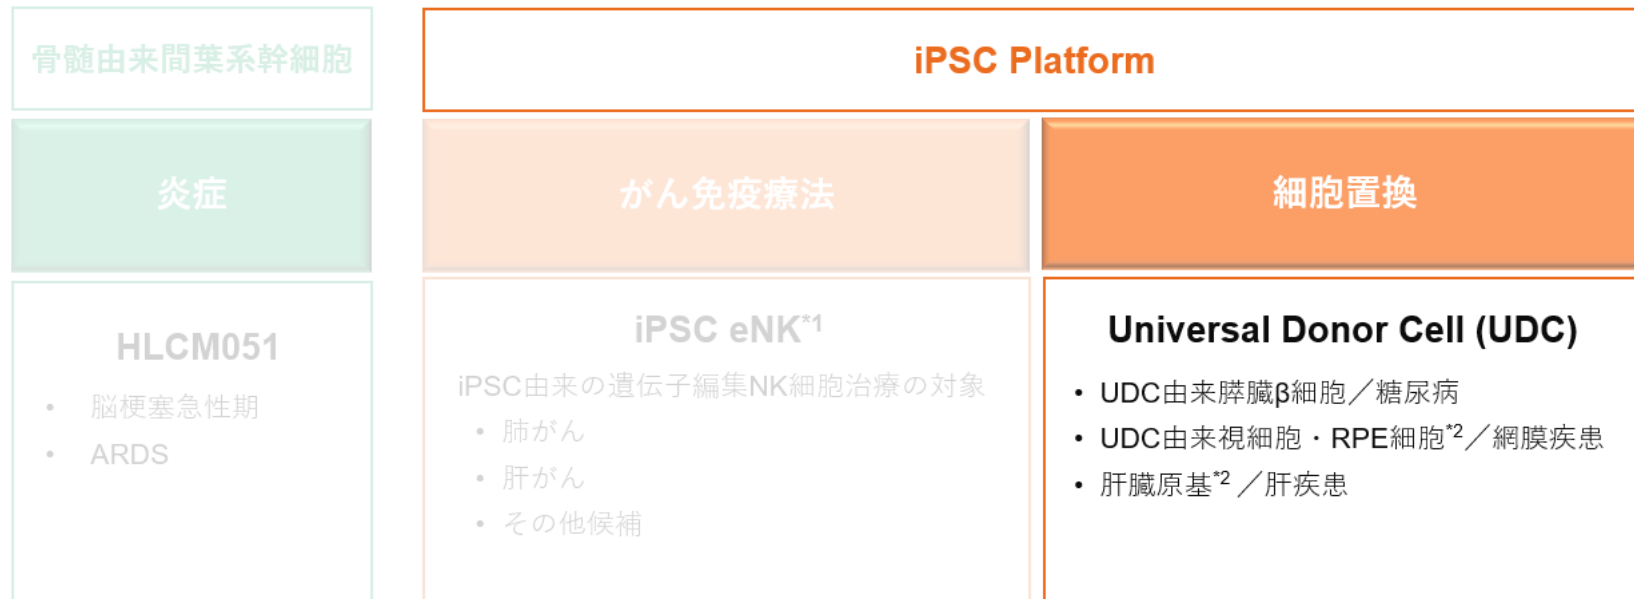 骨髄由来間葉系幹細胞
iPSC Platform
炎症
がん免疫療法
細胞置換
HLCM051
• 脳梗塞急性期
• ARDS
iPSC eNK*1
iPSC由来の遺伝子編集NK細胞治療の対象
• 肺がん
• 肝がん
• その他候補
Universal Donor Cell (UDC)
• UDC由来膵臓β細胞／糖尿病
• UDC由来視細胞・RPE細胞*2／網膜疾患
• 肝臓原基*2／肝疾患